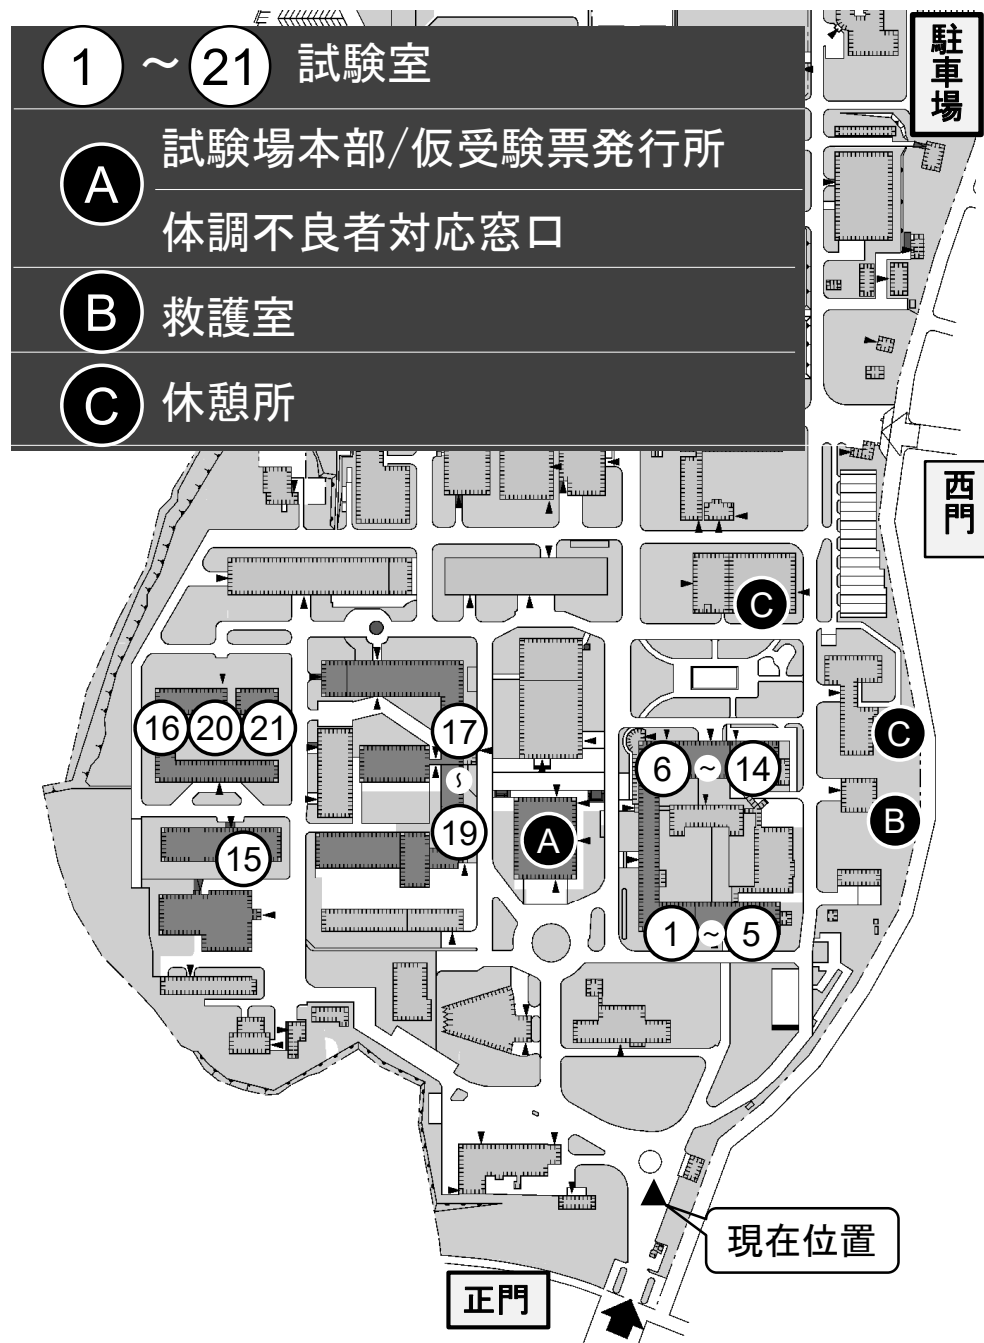 1 ～ 21 試験室
A 試験場本部/仮受験票発行所
体調不良者対応窓口
B 救護室
C 休憩所
駐車場
西門
C
16 20 21
17 ～ 19
6 ～ 14
C
B
A
15
1 ～ 5
現在位置
正門